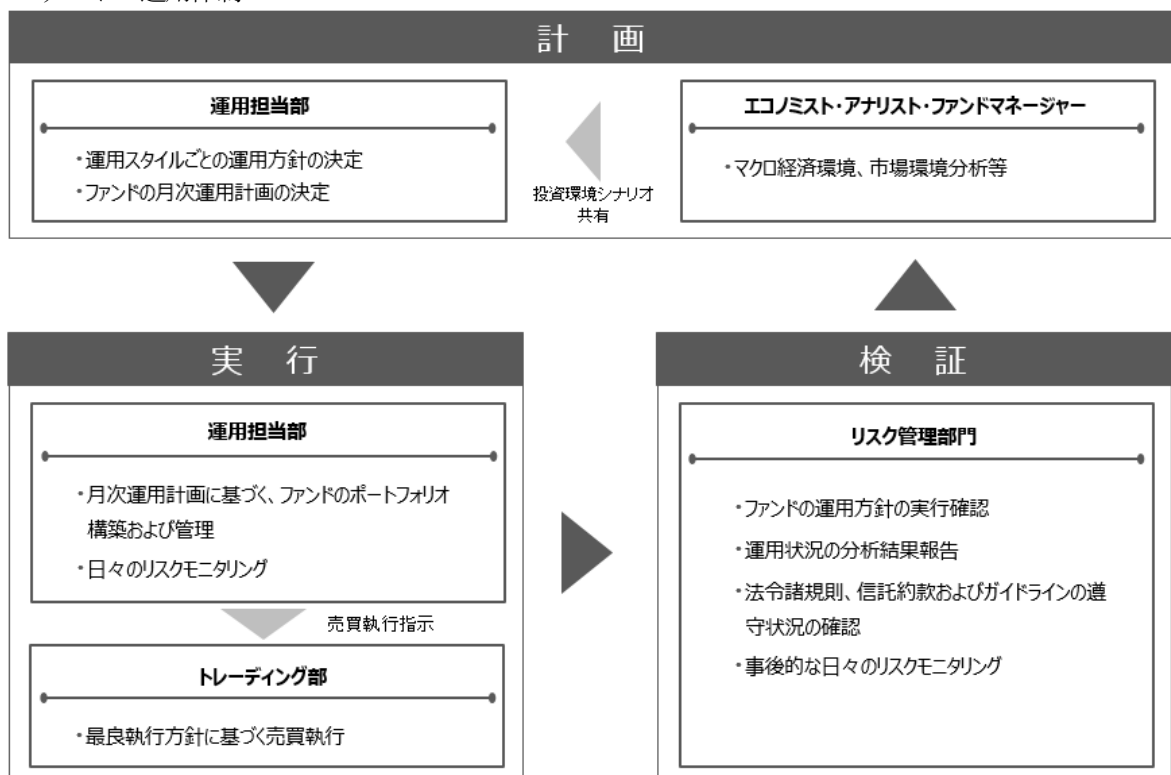 計 画
運用担当部
・運用スタイルごとの運用方針の決定
・ファンドの月次運用計画の決定
投資環境シナリオ
共有
エコノミスト・アナリスト・ファンドマネージャー
・マクロ経済環境、市場環境分析等
実 行
運用担当部
・月次運用計画に基づく、ファンドのポートフォリオ
構築および管理
・日々のリスクモニタリング
売買執行指示
トレーディング部
・最良執行方針に基づく売買執行
検 証
リスク管理部門
・ファンドの運用方針の実行確認
・運用状況の分析結果報告
・法令諸規則、信託約款およびガイドラインの遵
守状況の確認
・事後的な日々のリスクモニタリング